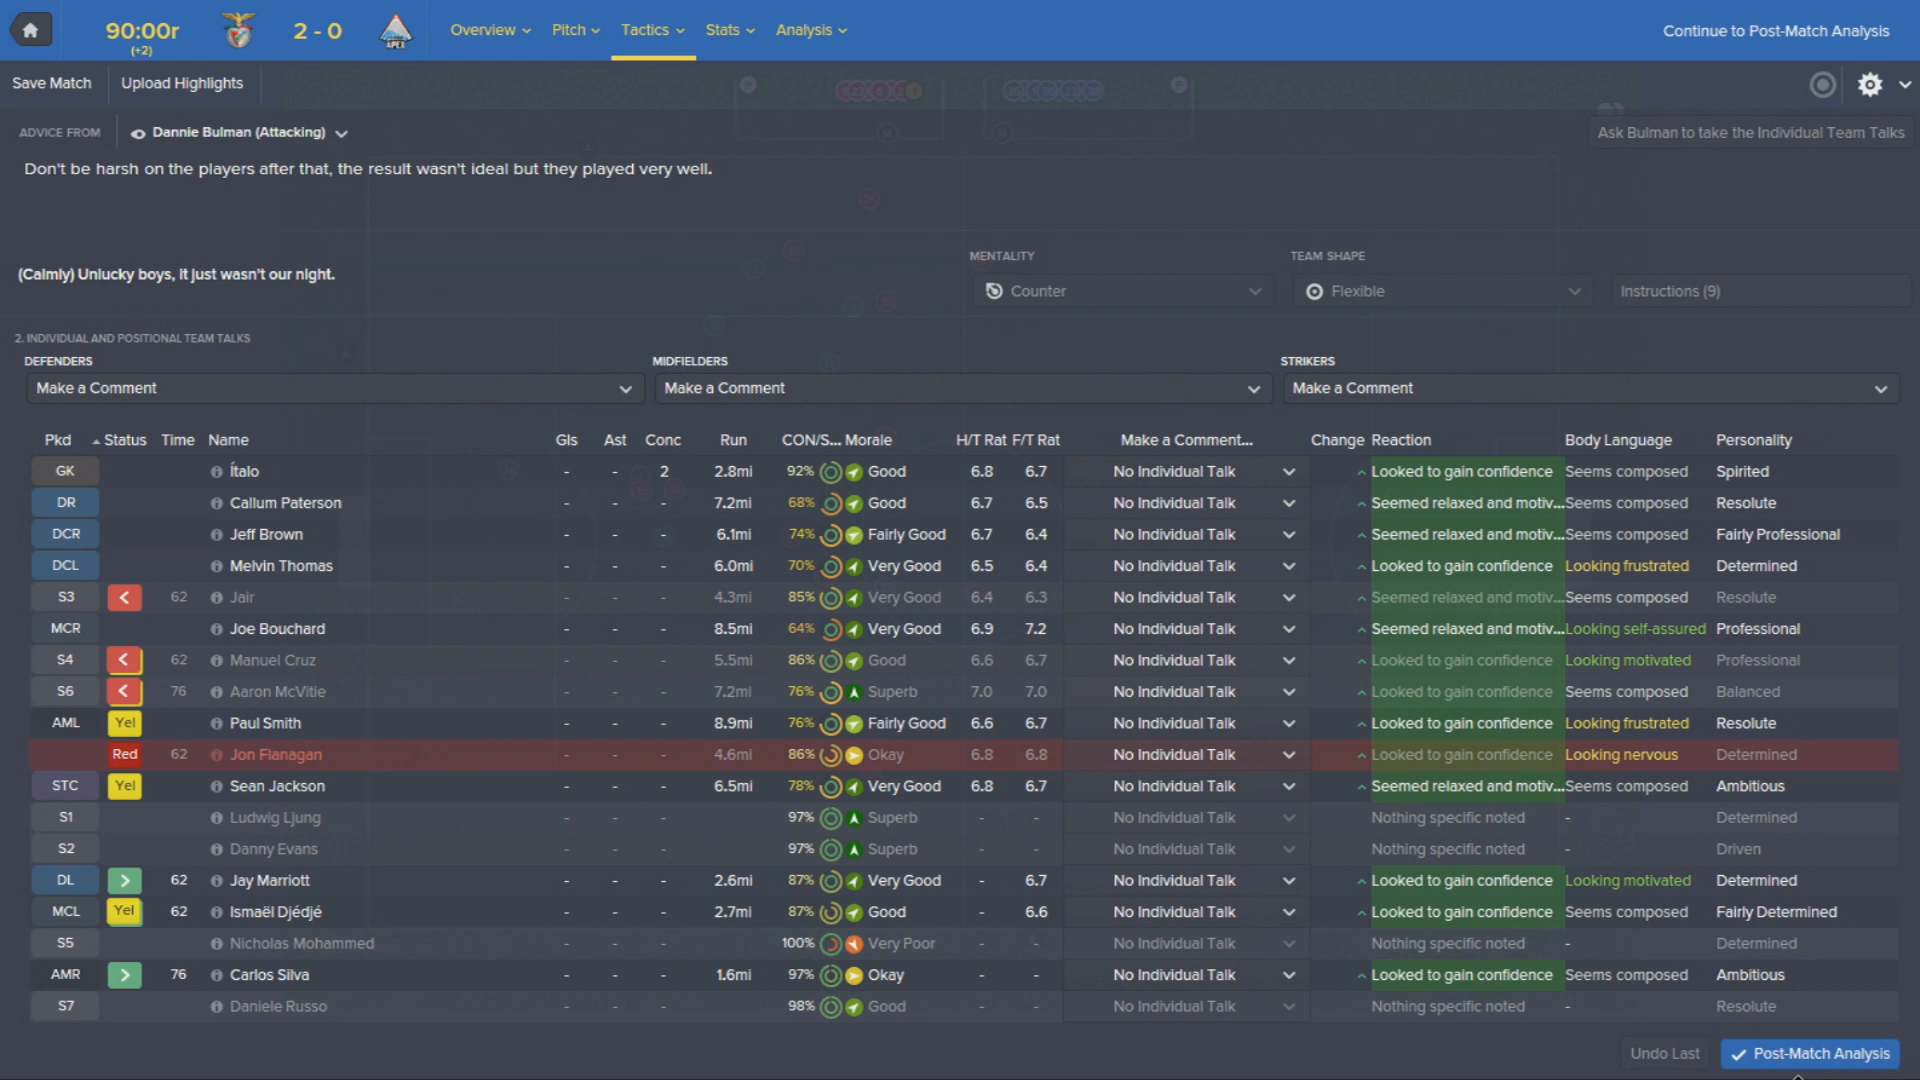 90:00r
(+2)
2 - 0
APEX
Overview
Pitch
Tactics
Stats
Analysis
Continue to Post-Match Analysis
Save Match
Upload Highlights
ADVICE FROM
Dannie Bulman (Attacking)
Ask Bulman to take the Individual Team Talks
Don't be harsh on the players after that, the result wasn't ideal but they played very well.
MENTALITY
TEAM SHAPE
(Calmly) Unlucky boys, it just wasn't our night.
Counter
Flexible
Instructions (9)
2. INDIVIDUAL AND POSITIONAL TEAM TALKS
DEFENDERS
MIDFIELDERS
STRIKERS
Make a Comment
Make a Comment
Make a Comment
Pkd Status Time Name Gls Ast Conc Run CON/S... Morale H/T Rat F/T Rat Make a Comment... Change Reaction Body Language Personality
GK Ítalo - - 2 2.8mi 92% Good 6.8 6.7 No Individual Talk Looked to gain confidence Seems composed Spirited
DR Callum Paterson - - - 7.2mi 68% Good 6.7 6.5 No Individual Talk Seemed relaxed and motiv... Seems composed Resolute
DCR Jeff Brown - - - 6.1mi 74% Fairly Good 6.7 6.4 No Individual Talk Seemed relaxed and motiv... Seems composed Fairly Professional
DCL Melvin Thomas - - - 6.0mi 70% Very Good 6.5 6.4 No Individual Talk Looked to gain confidence Looking frustrated Determined
S3 62 Jair - - - 4.3mi 85% Very Good 6.4 6.3 No Individual Talk Seemed relaxed and motiv... Seems composed Resolute
MCR Joe Bouchard - - - 8.5mi 64% Very Good 6.9 7.2 No Individual Talk Seemed relaxed and motiv... Looking self-assured Professional
S4 62 Manuel Cruz - - - 5.5mi 86% Good 6.6 6.7 No Individual Talk Looked to gain confidence Looking motivated Professional
S6 76 Aaron McVitie - - - 7.2mi 76% Superb 7.0 7.0 No Individual Talk Looked to gain confidence Seems composed Balanced
AML Yel Paul Smith - - - 8.9mi 76% Fairly Good 6.6 6.7 No Individual Talk Looked to gain confidence Looking frustrated Resolute
Red 62 Jon Flanagan - - - 4.6mi 86% Okay 6.8 6.8 No Individual Talk Looked to gain confidence Looking nervous Determined
STC Yel Sean Jackson - - - 6.5mi 78% Very Good 6.8 6.7 No Individual Talk Seemed relaxed and motiv... Seems composed Ambitious
S1 Ludwig Ljung - - - 97% Superb - - No Individual Talk Nothing specific noted - Determined
S2 Danny Evans - - - 97% Superb - - No Individual Talk Nothing specific noted - Driven
DL 62 Jay Marriott - - - 2.6mi 87% Very Good - 6.7 No Individual Talk Looked to gain confidence Looking motivated Determined
MCL Yel 62 Ismaël Djédjé - - - 2.7mi 87% Good - 6.6 No Individual Talk Looked to gain confidence Seems composed Fairly Determined
S5 Nicholas Mohammed - - - 100% Very Poor - - No Individual Talk Nothing specific noted - Determined
AMR 76 Carlos Silva - - - 1.6mi 97% Okay - - No Individual Talk Looked to gain confidence Seems composed Ambitious
S7 Daniele Russo - - - 98% Good - - No Individual Talk Nothing specific noted - Resolute
Undo Last
Post-Match Analysis